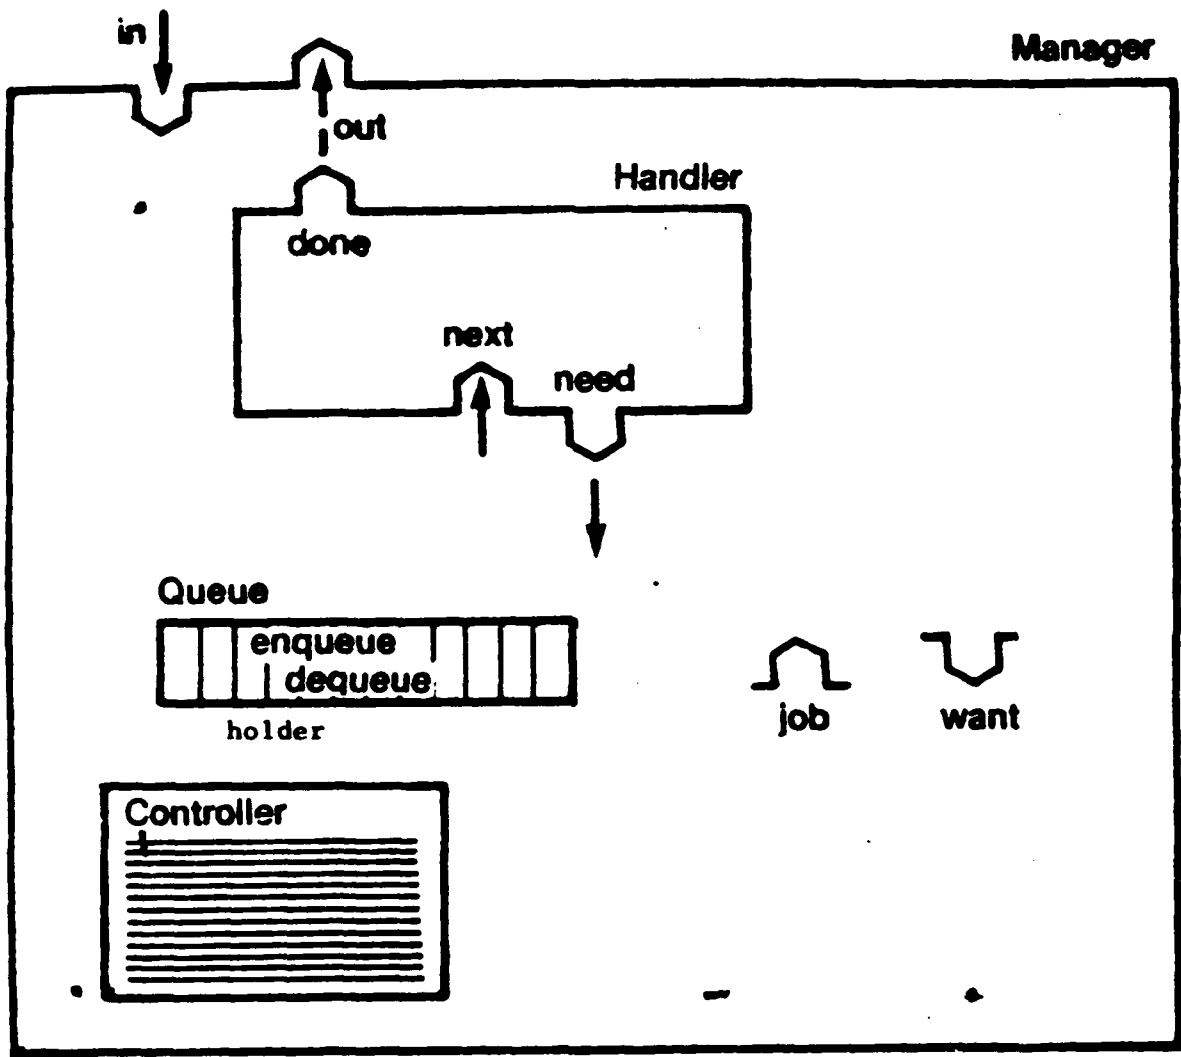 in
Manager
out
Handler
done
next
need
Queue
enqueue
dequeue
holder
job
want
Controller